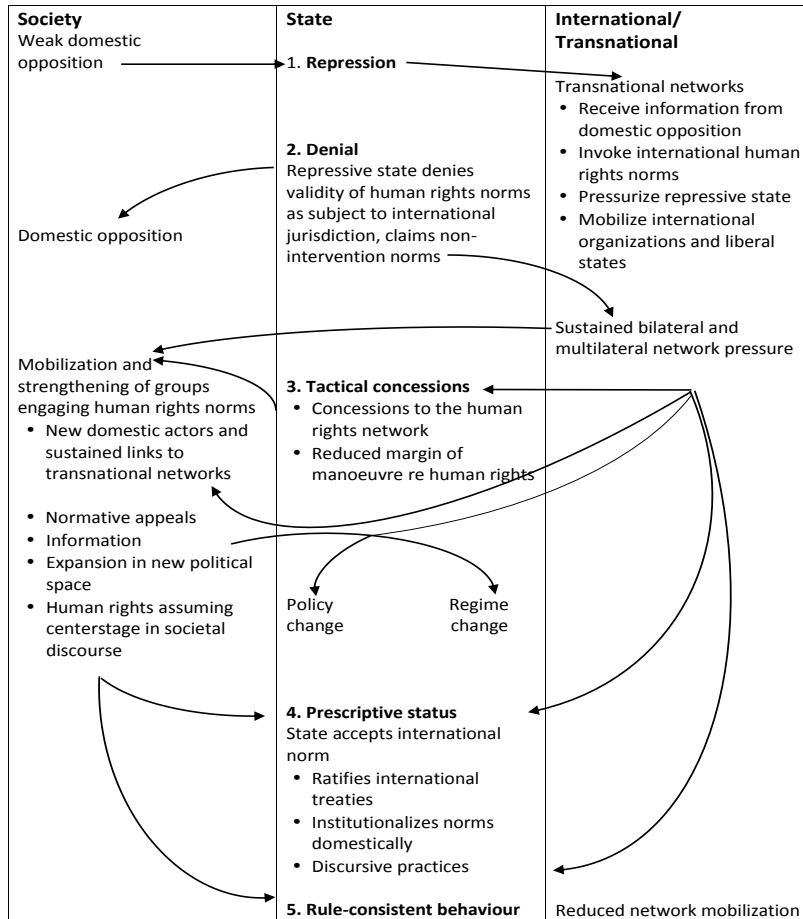 Society
Weak domestic
opposition
Domestic opposition
Mobilization and
strengthening of groups
engaging human rights norms
• New domestic actors and
sustained links to
transnational networks
• Normative appeals
• Information
• Expansion in new political
space
• Human rights assuming
centerstage in societal
discourse
State
1. Repression
2. Denial
Repressive state denies
validity of human rights norms
as subject to international
jurisdiction, claims non-
intervention norms
3. Tactical concessions
• Concessions to the human
rights network
• Reduced margin of
manoeuvre re human rights
Policy
change
Regime
change
4. Prescriptive status
State accepts international
norm
• Ratifies international
treaties
• Institutionalizes norms
domestically
• Discursive practices
5. Rule-consistent behaviour
International/
Transnational
Transnational networks
• Receive information from
domestic opposition
• Invoke international human
rights norms
• Pressurize repressive state
• Mobilize international
organizations and liberal
states
Sustained bilateral and
multilateral network pressure
Reduced network mobilization